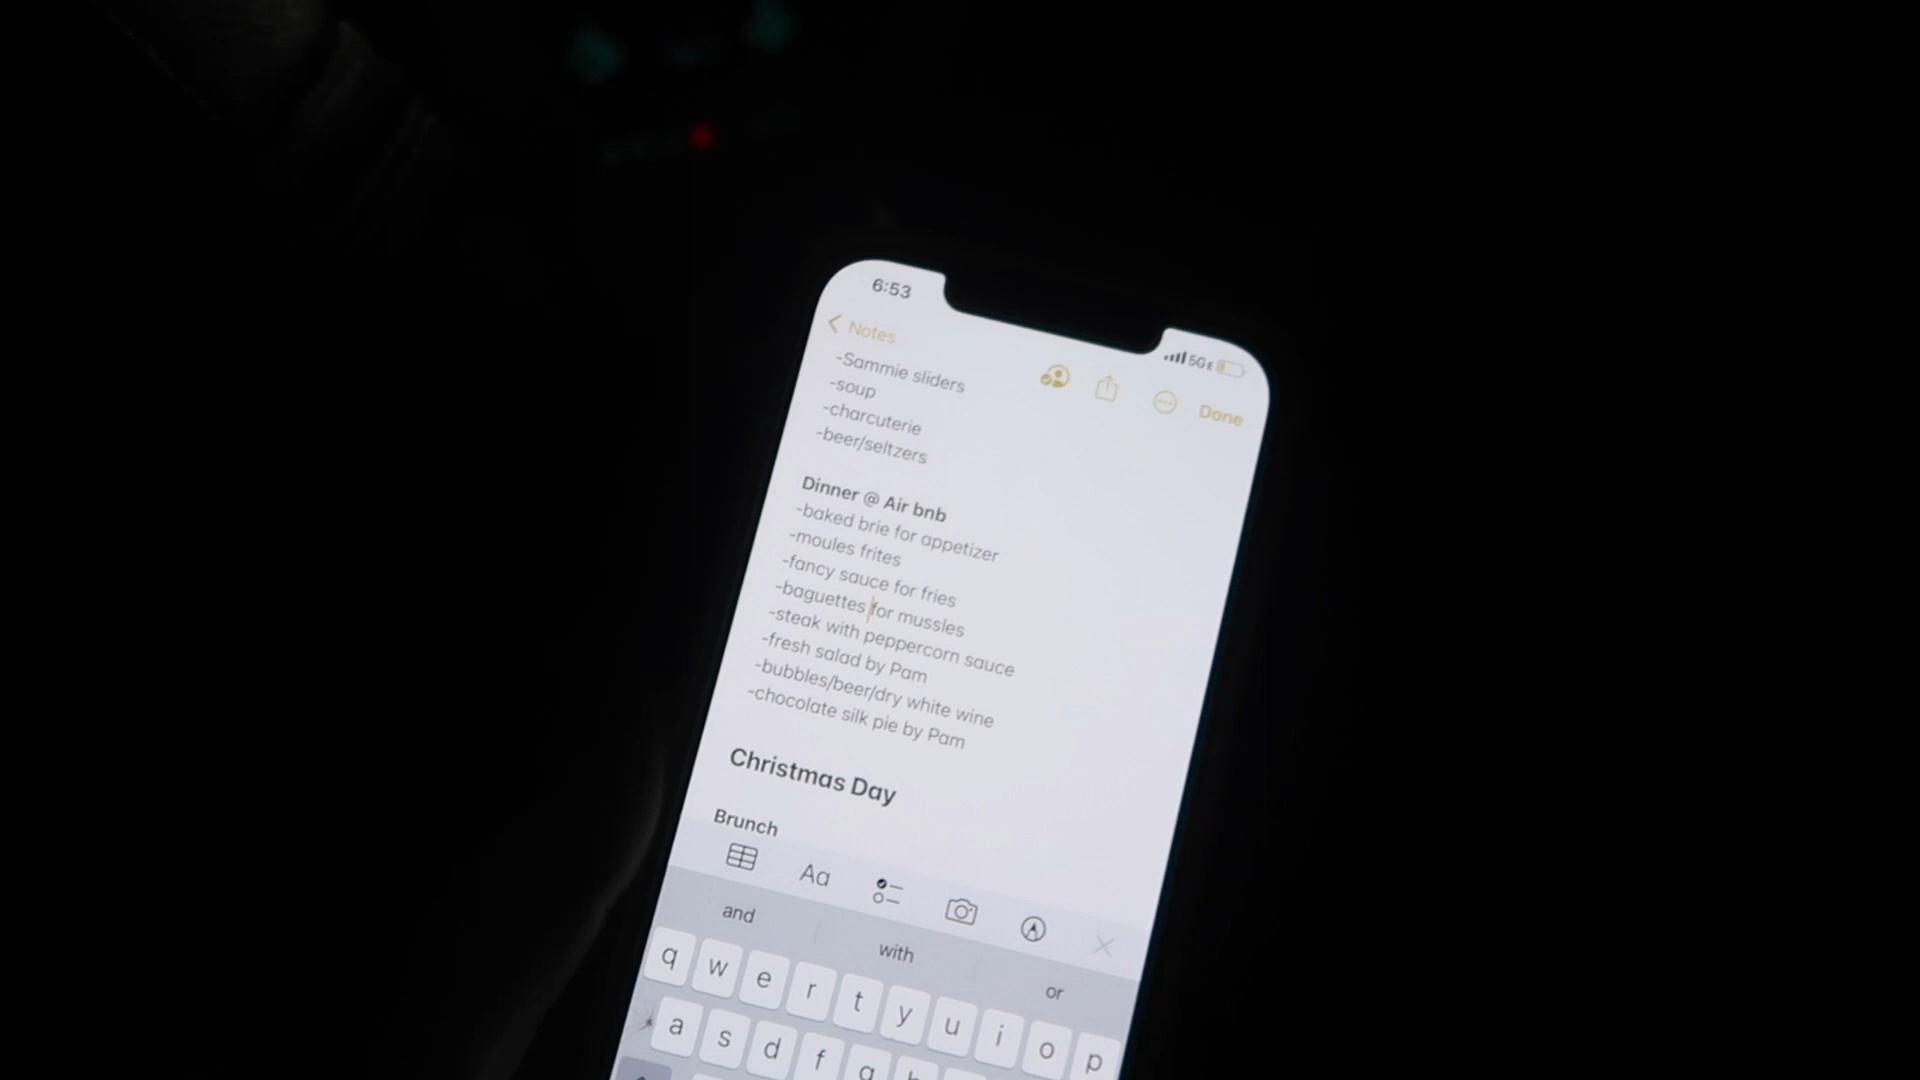 6:53
5GE
Notes
Done
-Sammie sliders
-soup
-charcuterie
-beer/seltzers
Dinner @ Air bnb
-baked brie for appetizer
-moules frites
-fancy sauce for fries
-baguettes for mussles
-steak with peppercorn sauce
-fresh salad by Pam
-bubbles/beer/dry white wine
-chocolate silk pie by Pam
Christmas Day
Brunch
Aa
and with or
q w e r t y u i o p
a s d f